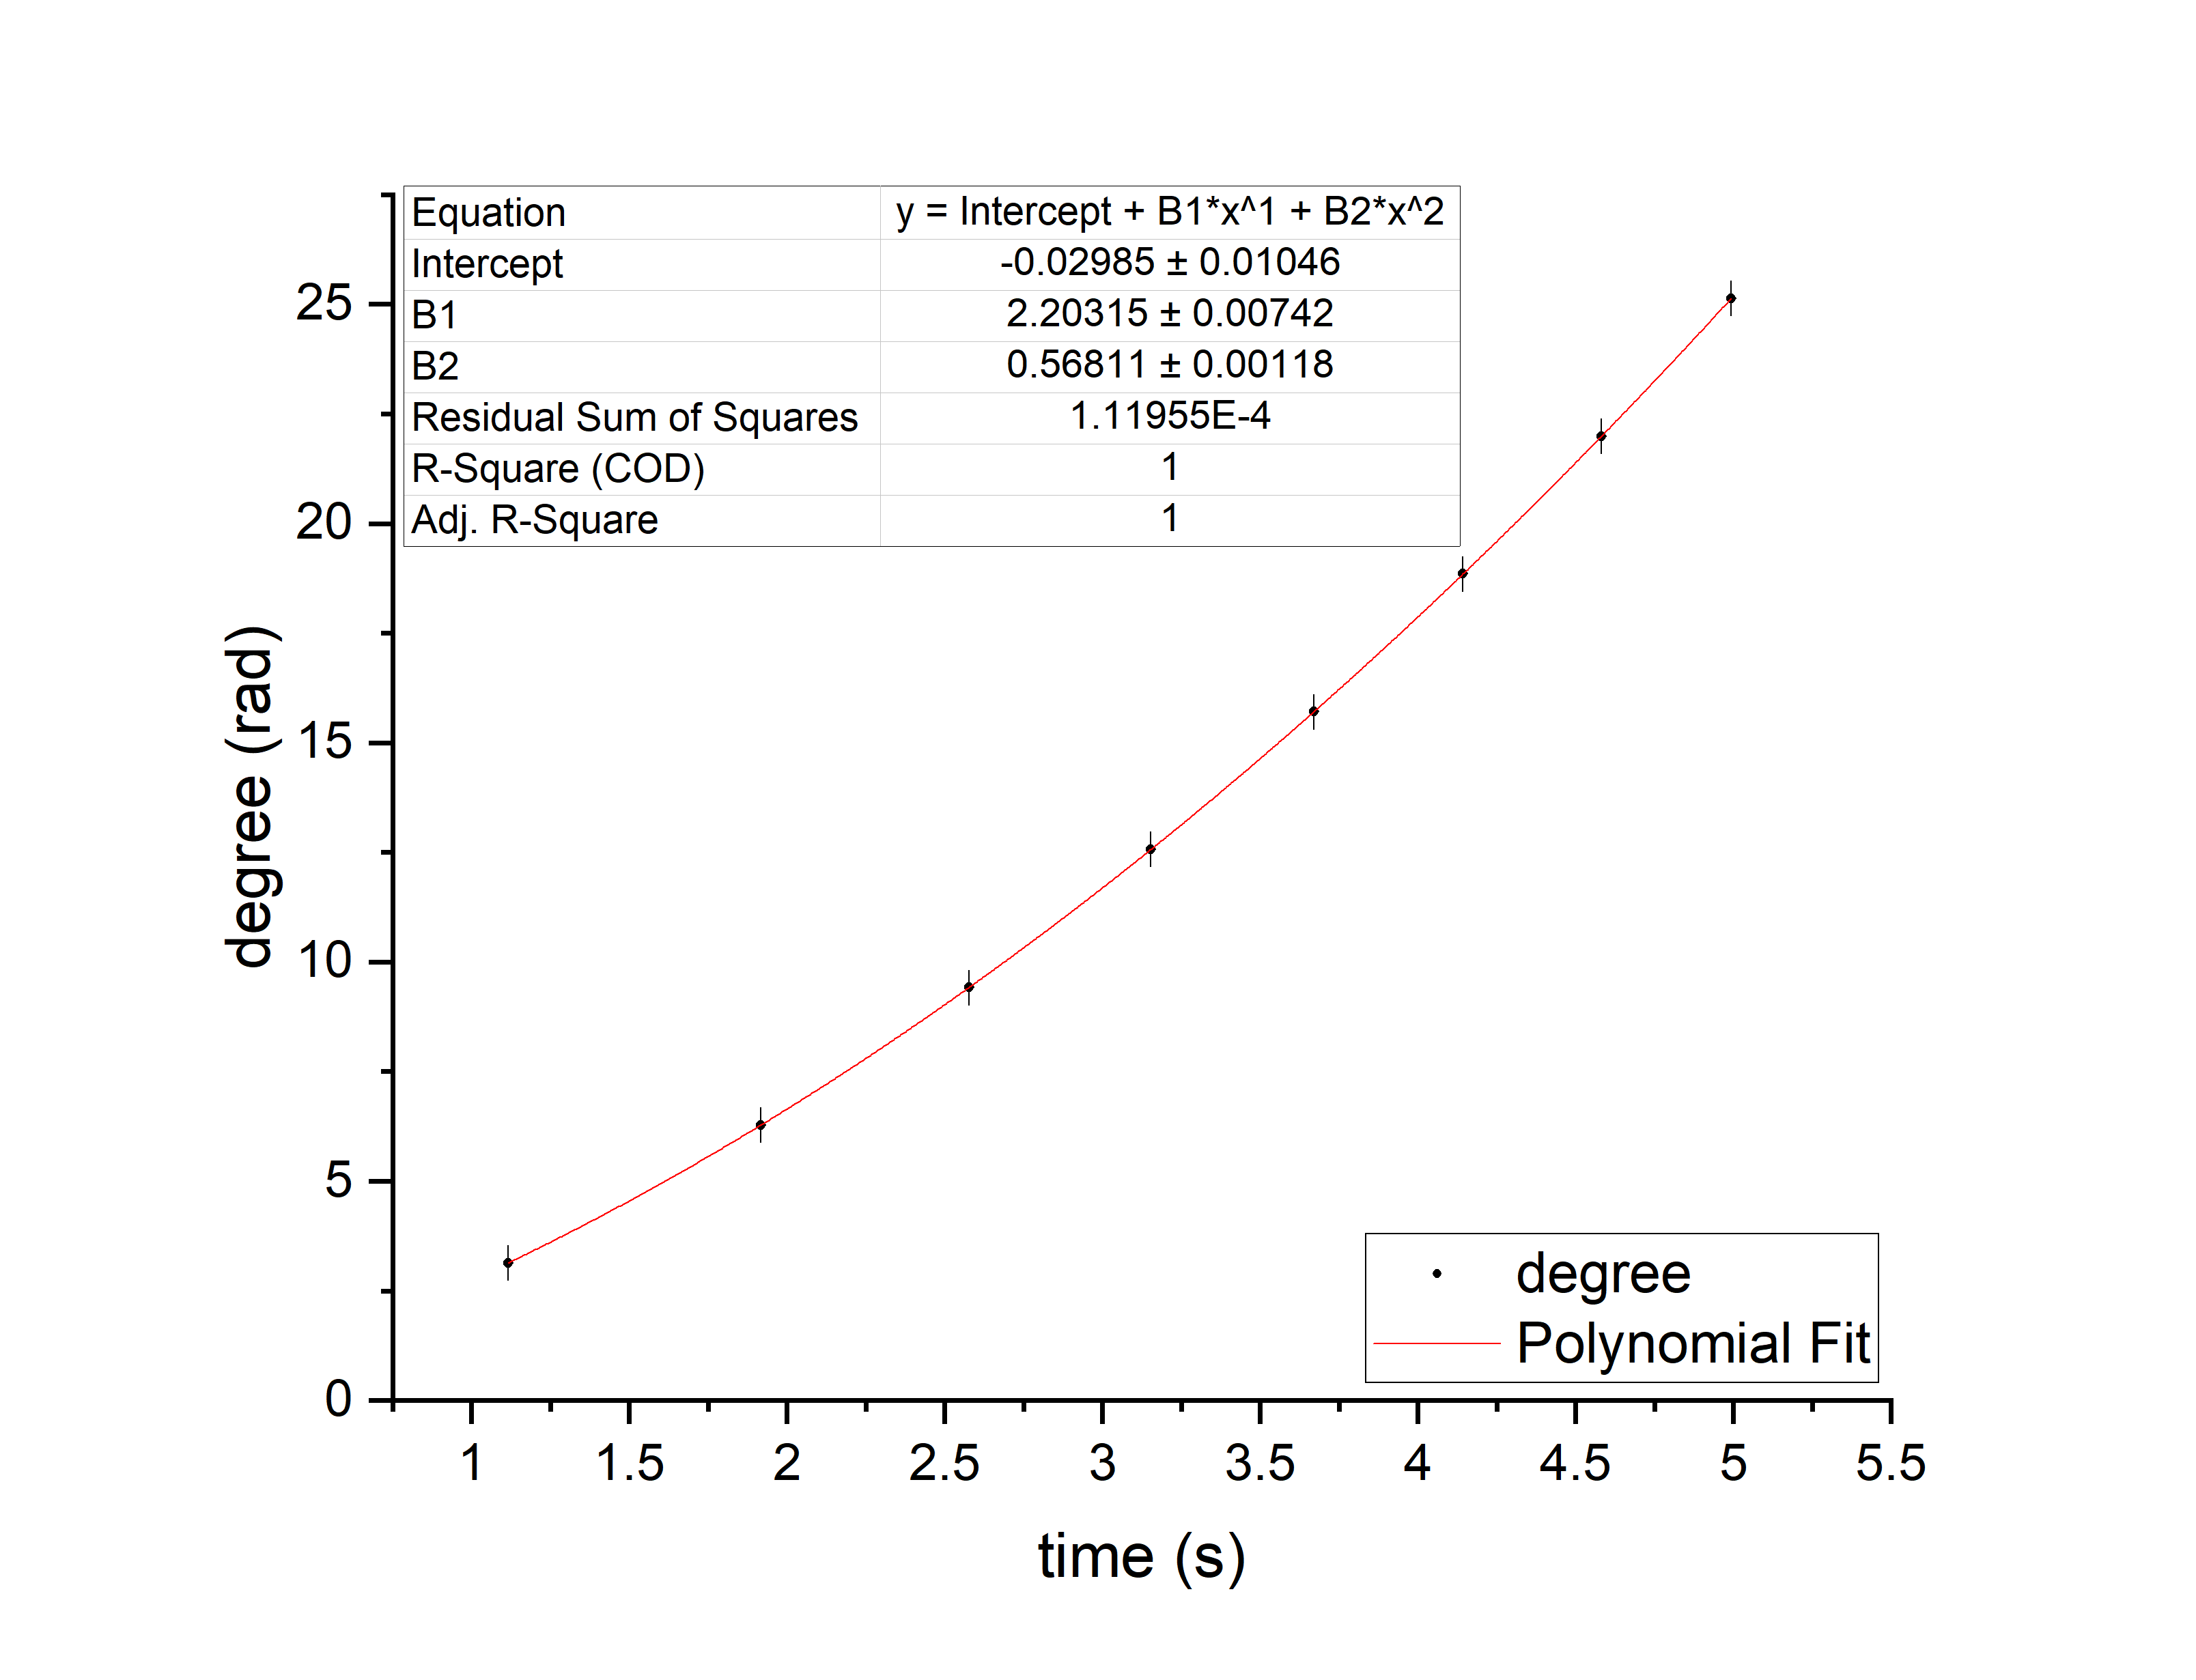 Equation y = Intercept + B1*x^1 + B2*x^2
Intercept -0.02985 ± 0.01046
B1 2.20315 ± 0.00742
B2 0.56811 ± 0.00118
Residual Sum of Squares 1.11955E-4
R-Square (COD) 1
Adj. R-Square 1
25
20
15
10
5
0
degree (rad)
degree
Polynomial Fit
1 1.5 2 2.5 3 3.5 4 4.5 5 5.5
time (s)